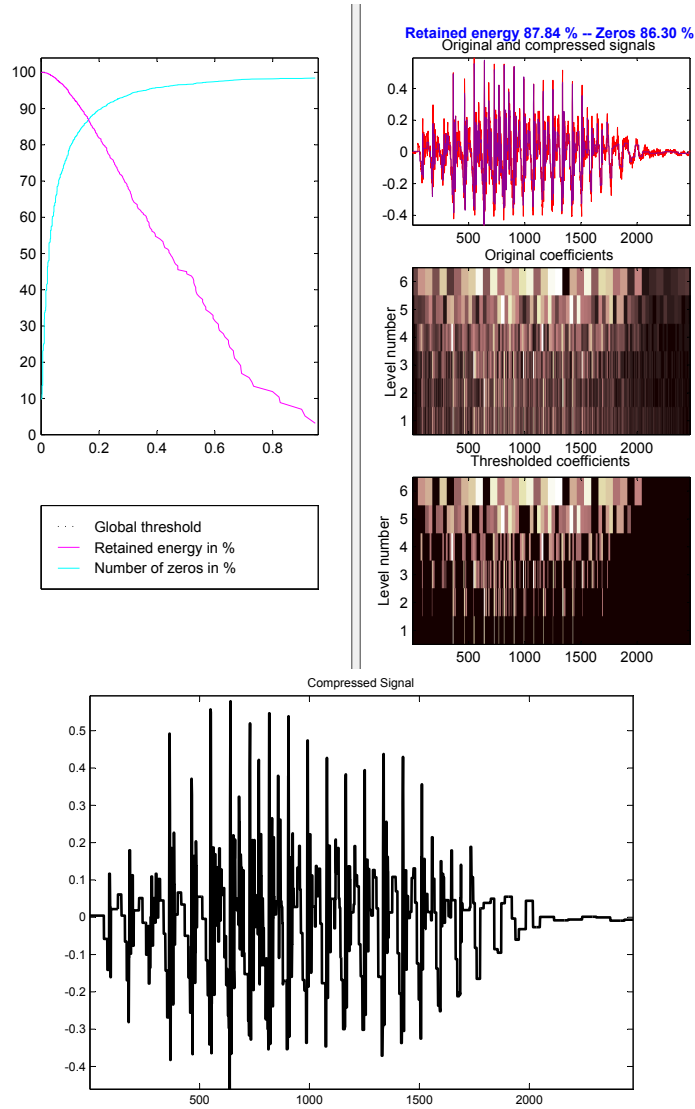 Retained energy 87.84 % -- Zeros 86.30 %
Original and compressed signals
100
90
80
70
60
50
40
30
20
10
0
0 0.2 0.4 0.6 0.8
0.4
0.2
0
-0.2
-0.4
500 1000 1500 2000
Original coefficients
Level number
6
5
4
3
2
1
500 1000 1500 2000
Thresholded coefficients
Level number
6
5
4
3
2
1
500 1000 1500 2000
Global threshold
Retained energy in %
Number of zeros in %
Compressed Signal
0.5
0.4
0.3
0.2
0.1
0
-0.1
-0.2
-0.3
-0.4
500 1000 1500 2000